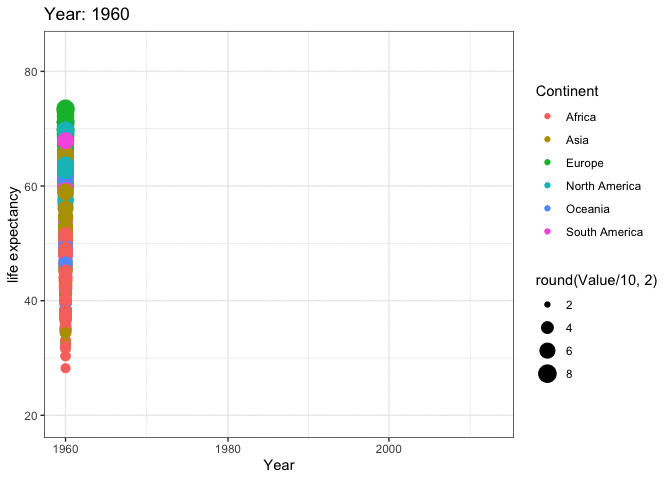 Year: 1960
80
60
40
20
life expectancy
1960
1980
2000
Year
Continent
Africa
Asia
Europe
North America
Oceania
South America
round(Value/10, 2)
2
4
6
8